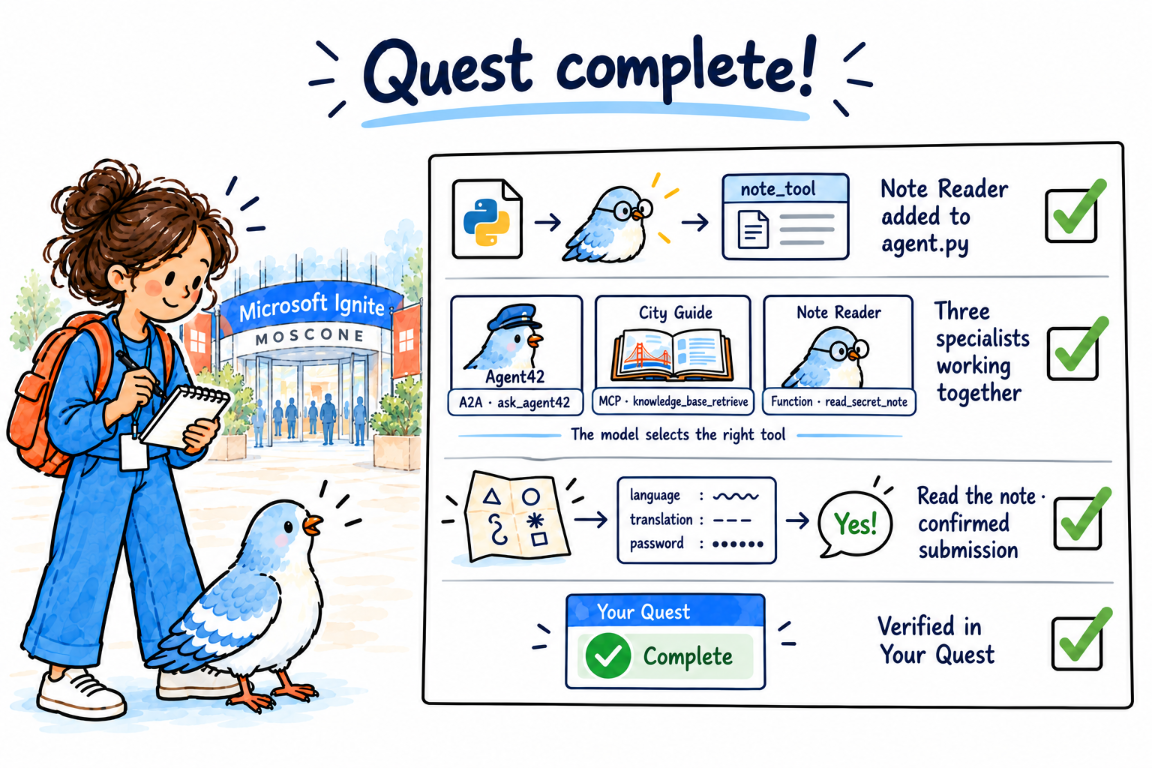 Quest complete!
Microsoft Ignite
MOSCONE
note_tool
Note Reader
added to
agent.py
Agent42
A2A · ask_agent42
City Guide
MCP · knowledge_base_retrieve
Note Reader
Function · read_secret_note
Three
specialists
working
together
The model selects the right tool
language :
translation :
password : ••••••
Yes!
Read the note ·
confirmed
submission
Your Quest
Complete
Verified in
Your Quest